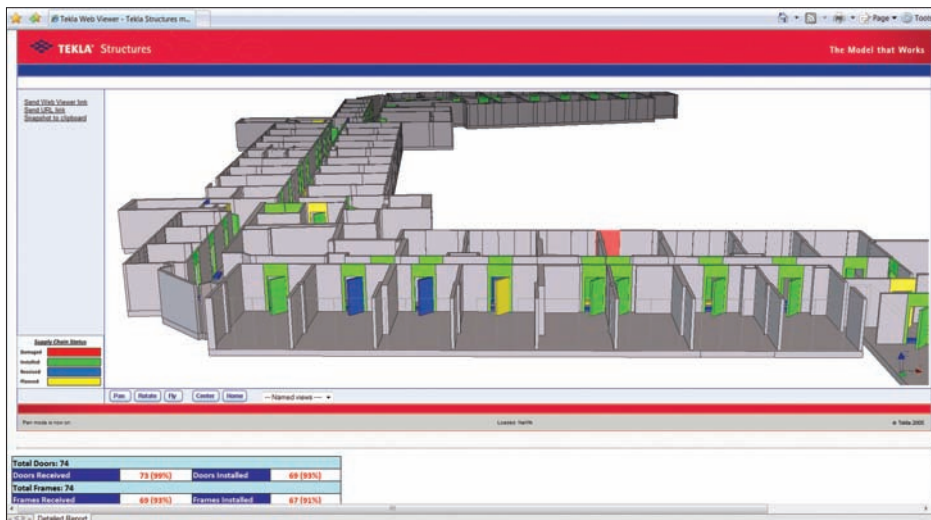 Tekla Web Viewer - Tekla Structures m...
Page
Tools
TEKLA Structures
The Model that Works
Send Web Viewer link
Send URL link
Snapshot to clipboard
Supply Chain Status
Damaged
Installed
Received
Planned
Pan Rotate Fly Center Home --- Named views ---
Pan mode is now on
© Tekla 2005
Total Doors: 74
Doors Received 73 (99%) Doors Installed 69 (93%)
Total Frames: 74
Frames Received 69 (93%) Frames Installed 67 (91%)
Detailed Report